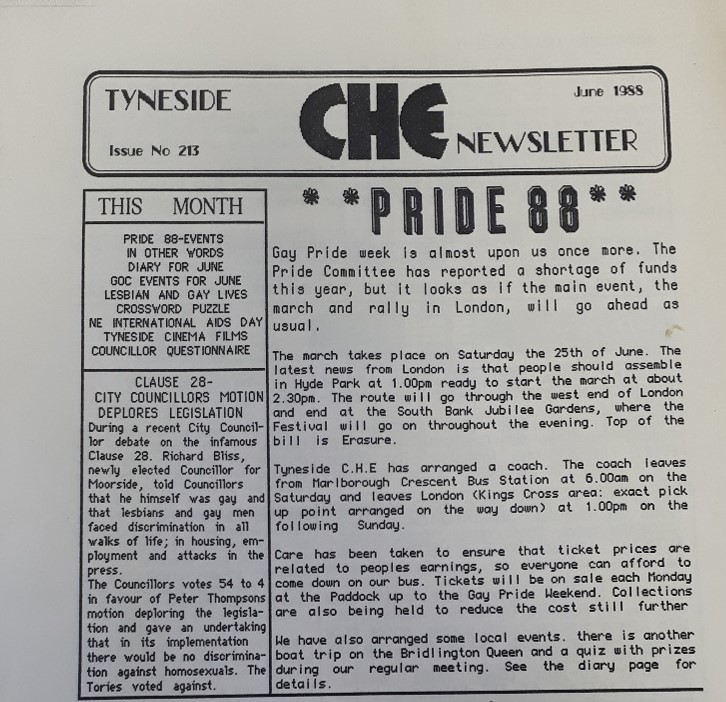 TYNESIDE
CHE
June 1988
Issue No 213
NEWSLETTER
THIS MONTH
PRIDE 88-EVENTS
IN OTHER WORDS
DIARY FOR JUNE
GOC EVENTS FOR JUNE
LESBIAN AND GAY LIVES
CROSSWORD PUZZLE
NE INTERNATIONAL AIDS DAY
TYNESIDE CINEMA FILMS
COUNCILLOR QUESTIONNAIRE
CLAUSE 28-
CITY COUNCILLORS MOTION
DEPLORES LEGISLATION
During a recent City Council-
lor debate on the infamous
Clause 28. Richard Bliss,
newly elected Councillor for
Moorside, told Councillors
that he himself was gay and
that lesbians and gay men
faced discrimination in all
walks of life; in housing, em-
ployment and attacks in the
press.
The Councillors votes 54 to 4
in favour of Peter Thompsons
motion deploring the legisla-
tion and gave an undertaking
that in its implementation
there would be no discrimina-
tion against homosexuals. The
Tories voted against.
* * PRIDE 88 * *
Gay Pride week is almost upon us once more. The
Pride Committee has reported a shortage of funds
this year, but it looks as if the main event, the
march and rally in London, will go ahead as
usual.
The march takes place on Saturday the 25th of June. The
latest news from London is that people should assemble
in Hyde Park at 1.00pm ready to start the march at about
2.30pm. The route will go through the west end of London
and end at the South Bank Jubilee Gardens, where the
Festival will go on throughout the evening. Top of the
bill is Erasure.
Tyneside C.H.E has arranged a coach. The coach leaves
from Marlborough Crescent Bus Station at 6.00am on the
Saturday and leaves London (Kings Cross area: exact pick
up point arranged on the way down) at 1.00pm on the
following Sunday.
Care has been taken to ensure that ticket prices are
related to peoples earnings, so everyone can afford to
come down on our bus. Tickets will be on sale each Monday
at the Paddock up to the Gay Pride Weekend. Collections
are also being held to reduce the cost still further
We have also arranged some local events. there is another
boat trip on the Bridlington Queen and a quiz with prizes
during our regular meeting. See the diary page for
details.